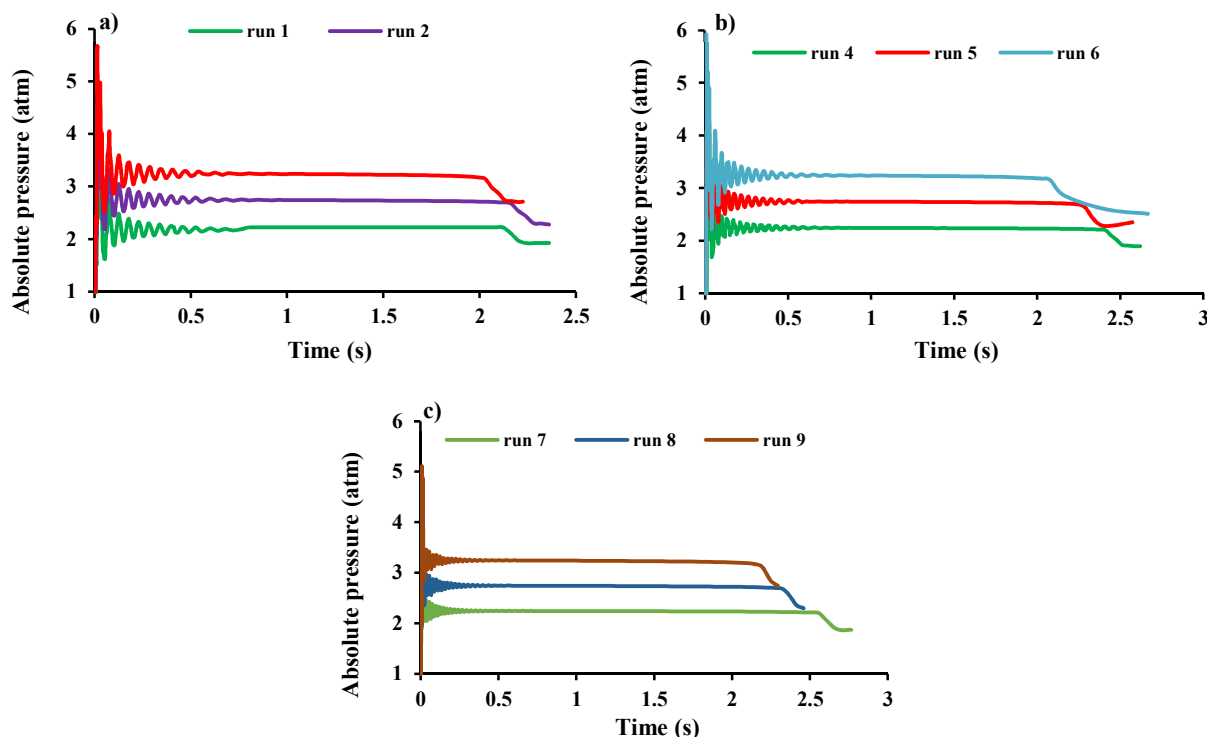 a)
run 1 run 2
Absolute pressure (atm)
6
5
4
3
2
1
0 0.5 1 1.5 2 2.5
Time (s)
b)
run 4 run 5 run 6
Absolute pressure (atm)
6
5
4
3
2
1
0 0.5 1 1.5 2 2.5 3
Time (s)
c)
run 7 run 8 run 9
Absolute pressure (atm)
6
5
4
3
2
1
0 0.5 1 1.5 2 2.5 3
Time (s)